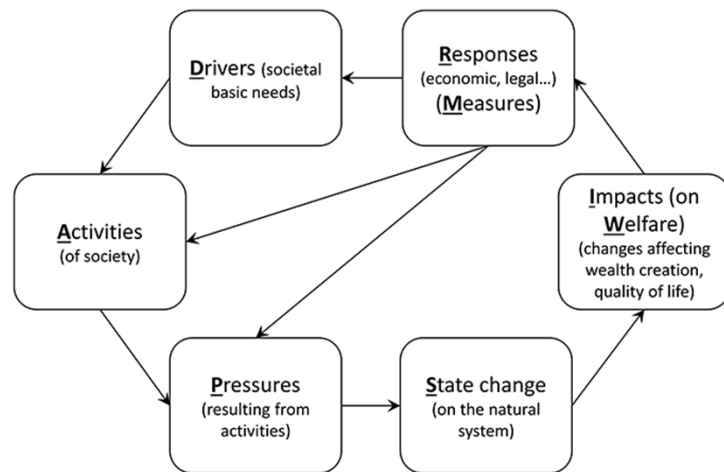 Drivers (societal
basic needs)
Responses
(economic, legal…)
(Measures)
Activities
(of society)
Impacts (on
Welfare)
(changes affecting
wealth creation,
quality of life)
Pressures
(resulting from
activities)
State change
(on the natural
system)